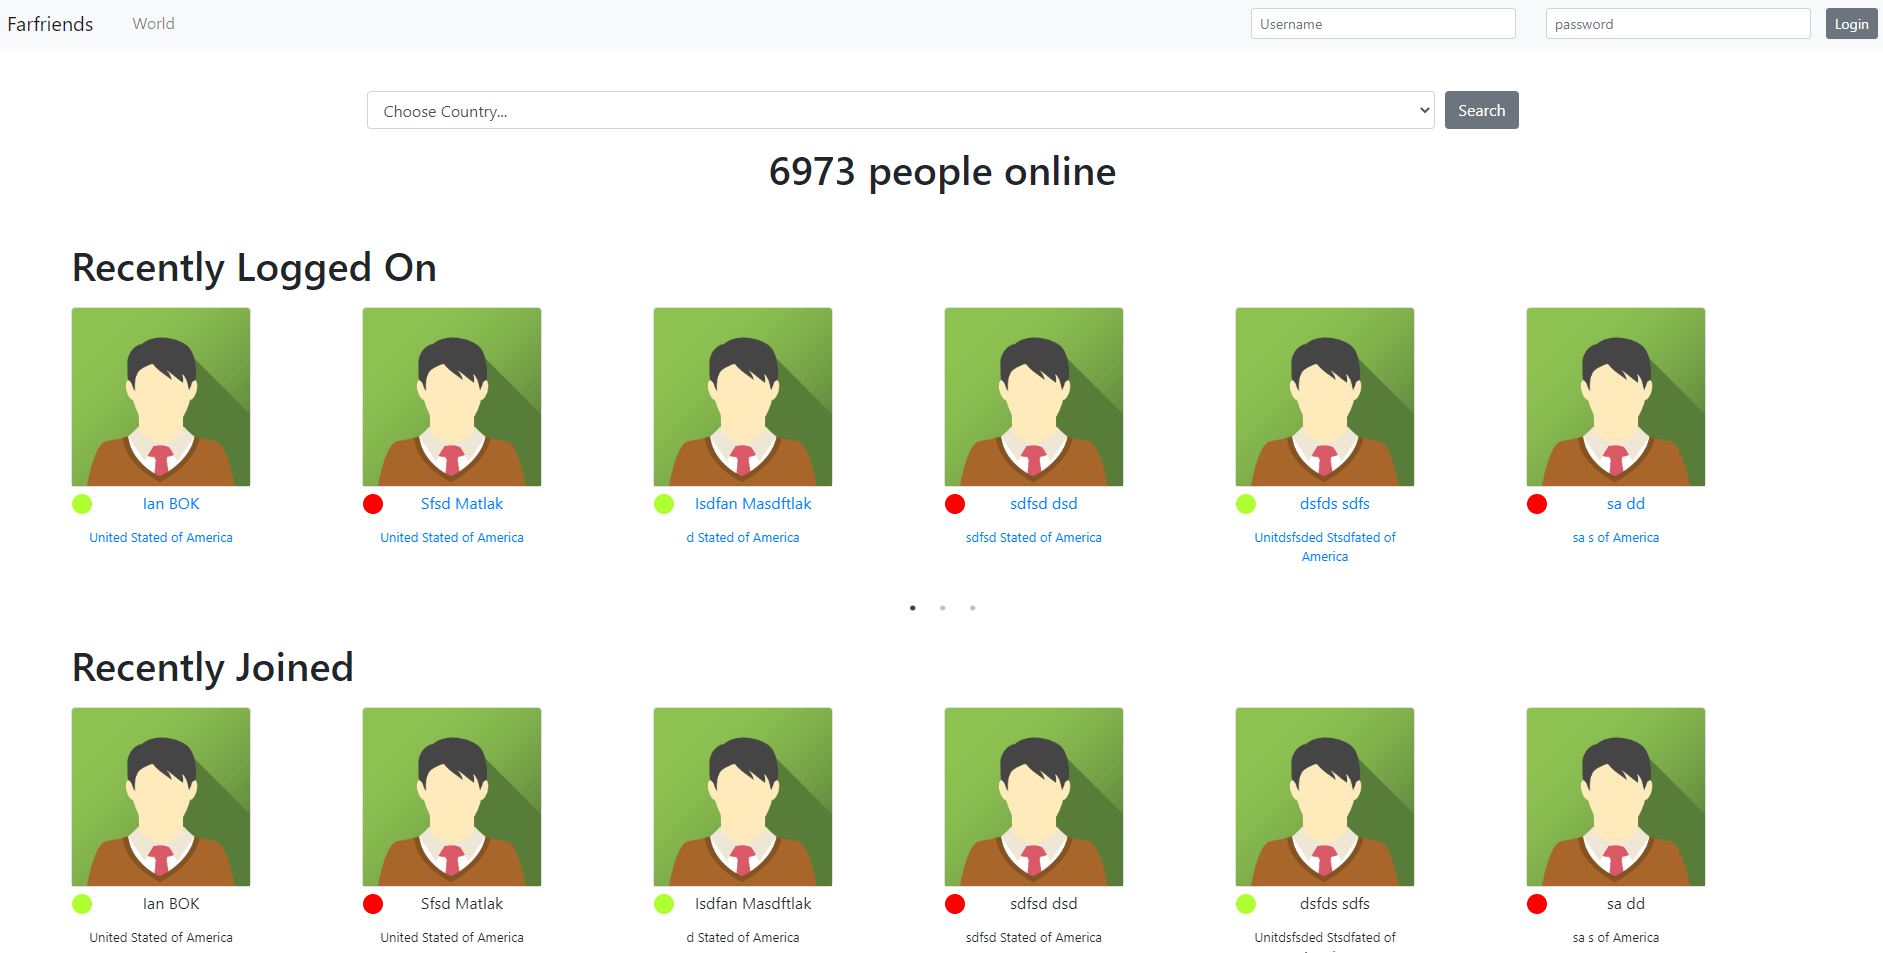 Farfriends World Username password Login
Choose Country... Search
6973 people online
Recently Logged On
Ian BOK Sfsd Matlak Isdfan Masdftlak sdfsd dsd dsfds sdfs sa dd
United Stated of America United Stated of America d Stated of America sdfsd Stated of America Unitdsfsded Stsdfated of sa s of America
America
Recently Joined
Ian BOK Sfsd Matlak Isdfan Masdftlak sdfsd dsd dsfds sdfs sa dd
United Stated of America United Stated of America d Stated of America sdfsd Stated of America Unitdsfsded Stsdfated of sa s of America